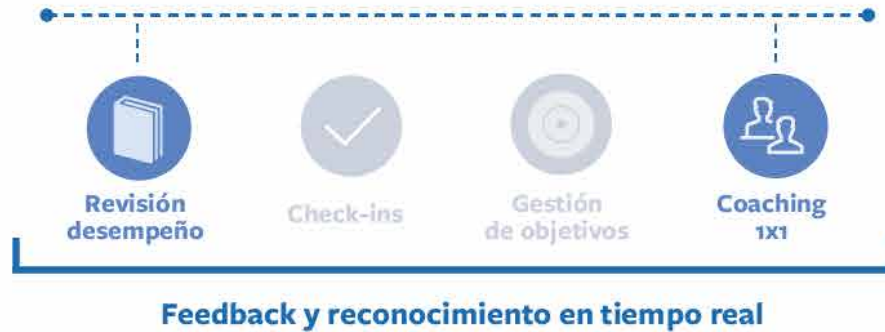 Revisión
desempeño
Check-ins
Gestión
de objetivos
Coaching
1x1
Feedback y reconocimiento en tiempo real